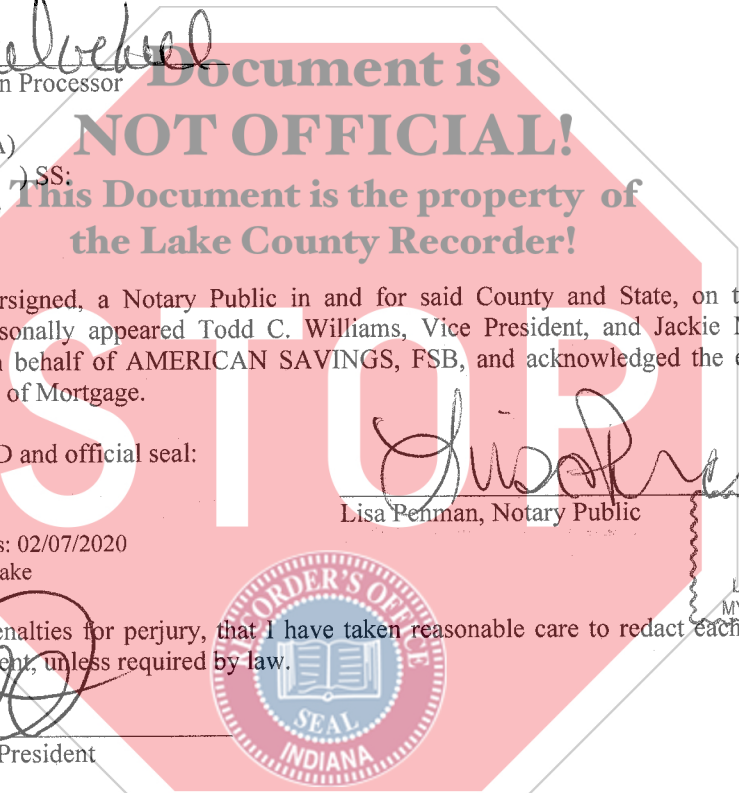 Document is
n Processor
NOT OFFICIAL!
A)
) SS:
This Document is the property of
the Lake County Recorder!
STOP!
rsigned, a Notary Public in and for said County and State, on t
sonally appeared Todd C. Williams, Vice President, and Jackie
behalf of AMERICAN SAVINGS, FSB, and acknowledged the e
of Mortgage.
D and official seal:
Lisa Penman, Notary Public
s: 02/07/2020
ake
L
MY
enalties for perjury, that I have taken reasonable care to redact each
ent, unless required by law.
President
RECORDER'S OFFICE
SEAL
INDIANA